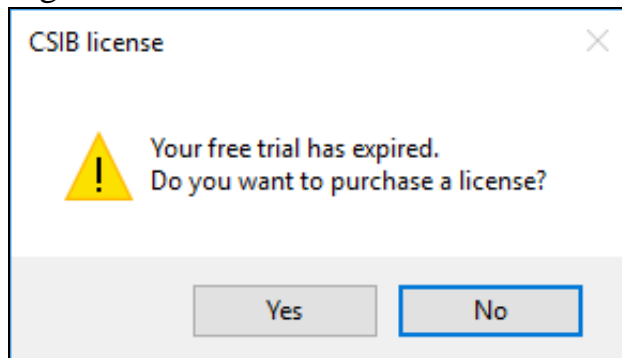 CSIB license
Your free trial has expired.
Do you want to purchase a license?
Yes No